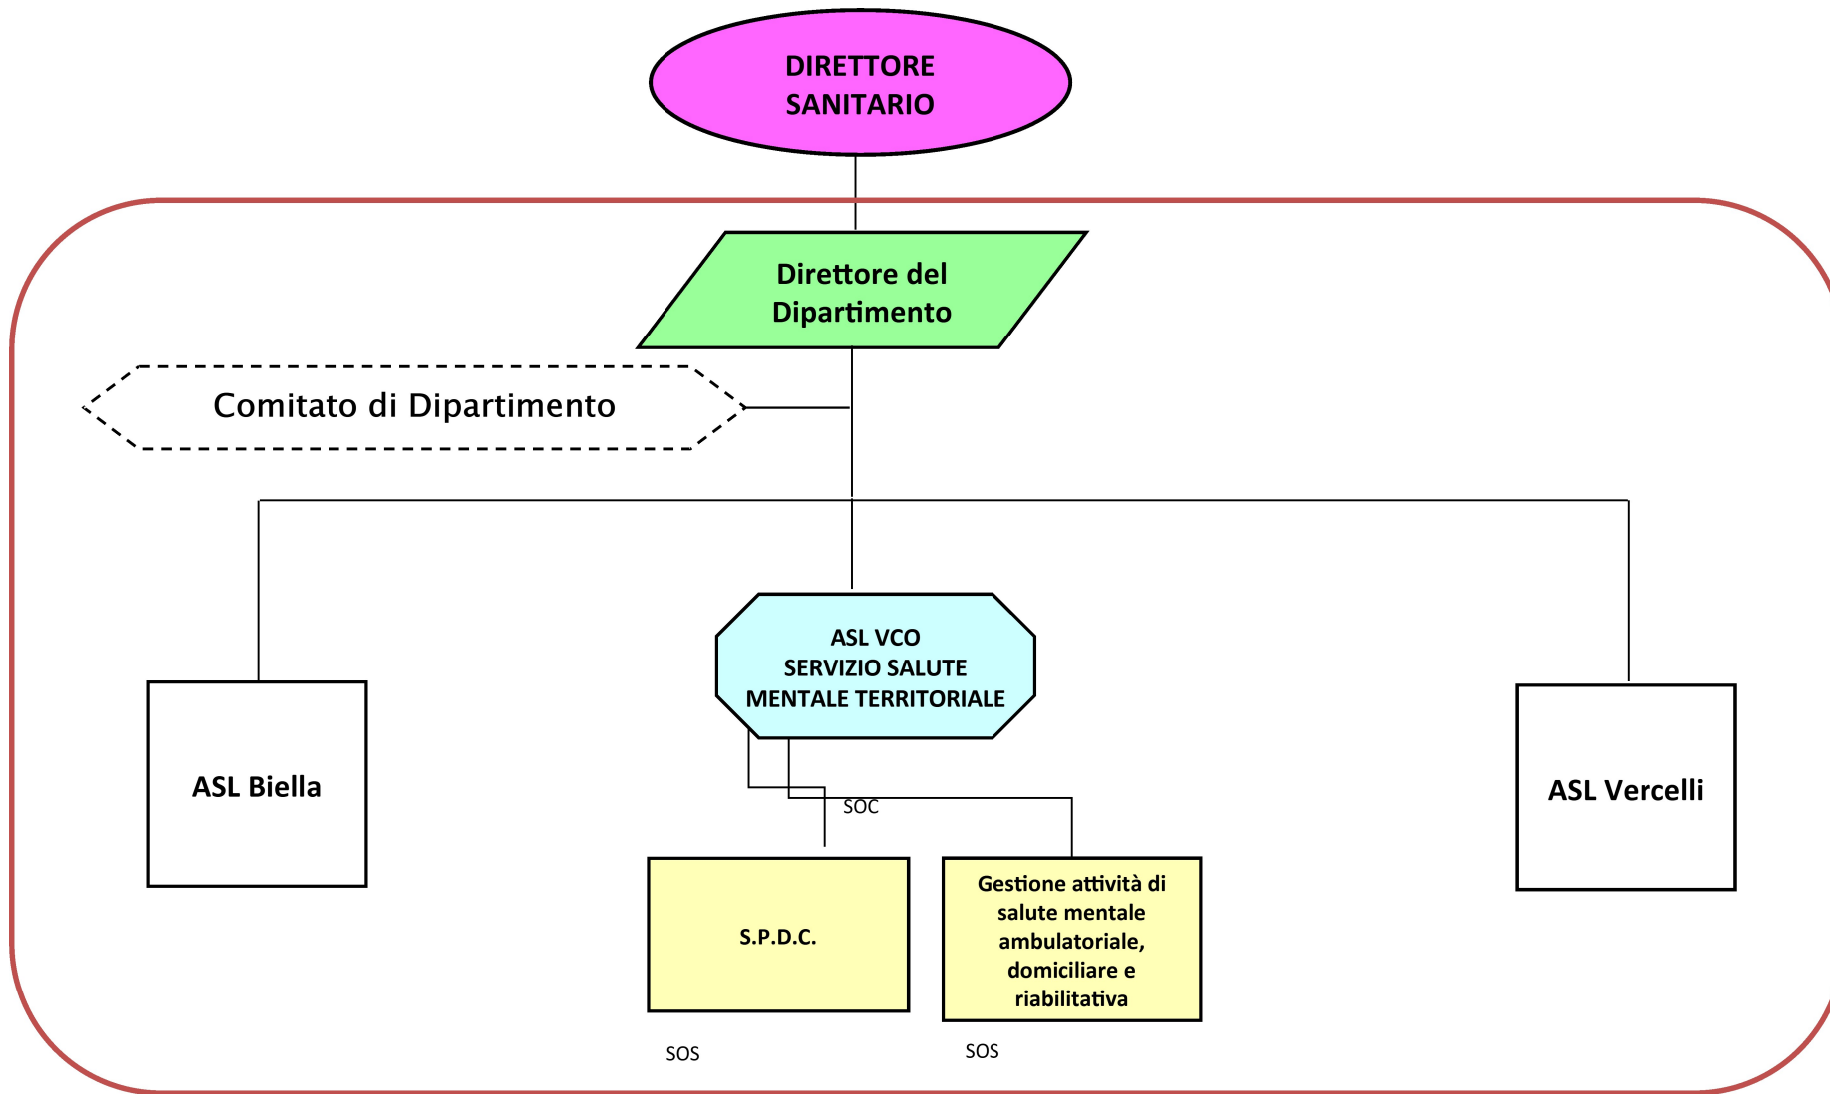 DIRETTORE
SANITARIO
Direttore del
Dipartimento
Comitato di Dipartimento
ASL VCO
SERVIZIO SALUTE
MENTALE TERRITORIALE
ASL Biella
ASL Vercelli
SOC
S.P.D.C.
Gestione attività di
salute mentale
ambulatoriale,
domiciliare e
riabilitativa
SOS
SOS